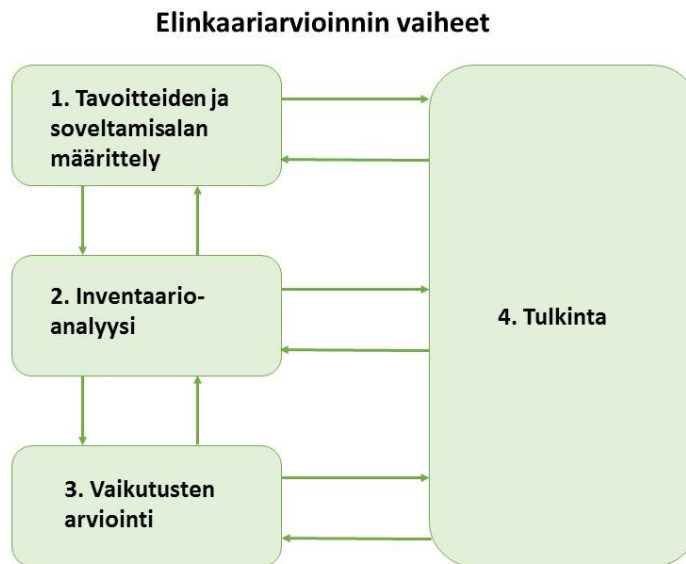 Elinkaariarvioinnin vaiheet
1. Tavoitteiden ja
soveltamisalan
määrittely
2. Inventaario-
analyysi
3. Vaikutusten
arviointi
4. Tulkinta